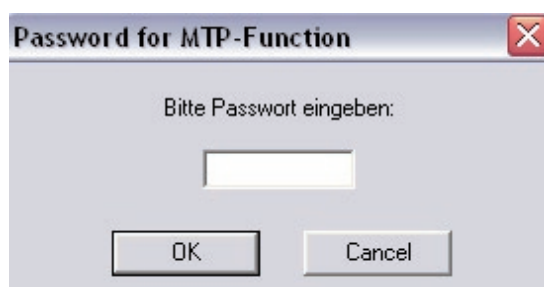 Password for MTP-Function
Bitte Passwort eingeben:
OK
Cancel